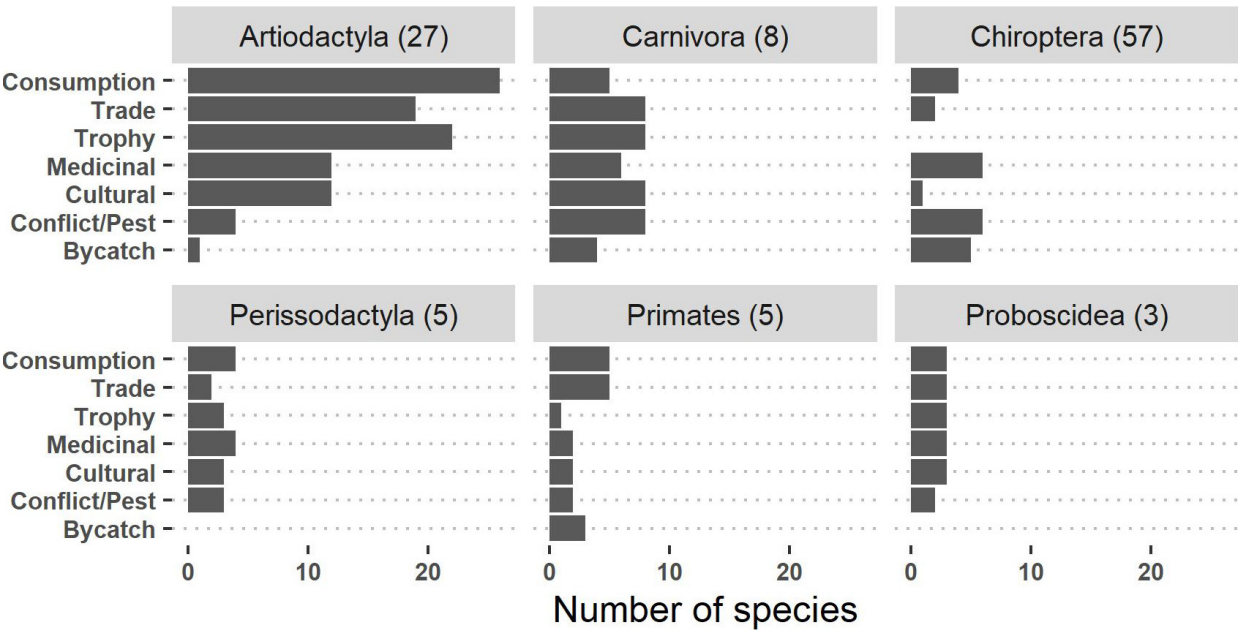 Artiodactyla (27)
Carnivora (8)
Chiroptera (57)
Consumption
Trade
Trophy
Medicinal
Cultural
Conflict/Pest
Bycatch
Perissodactyla (5)
Primates (5)
Proboscidea (3)
Consumption
Trade
Trophy
Medicinal
Cultural
Conflict/Pest
Bycatch
0 10 20 0 10 20 0 10 20
Number of species